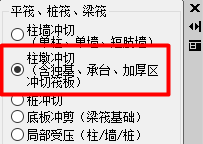 平筏、桩筏、梁筏
柱墙冲切
（单柱、单墙、短肢墙）
柱墩冲切
（含独基、承台、加厚区
冲切筏板）
桩冲切
底板冲剪（梁筏基础）
局部受压（柱/墙/桩）